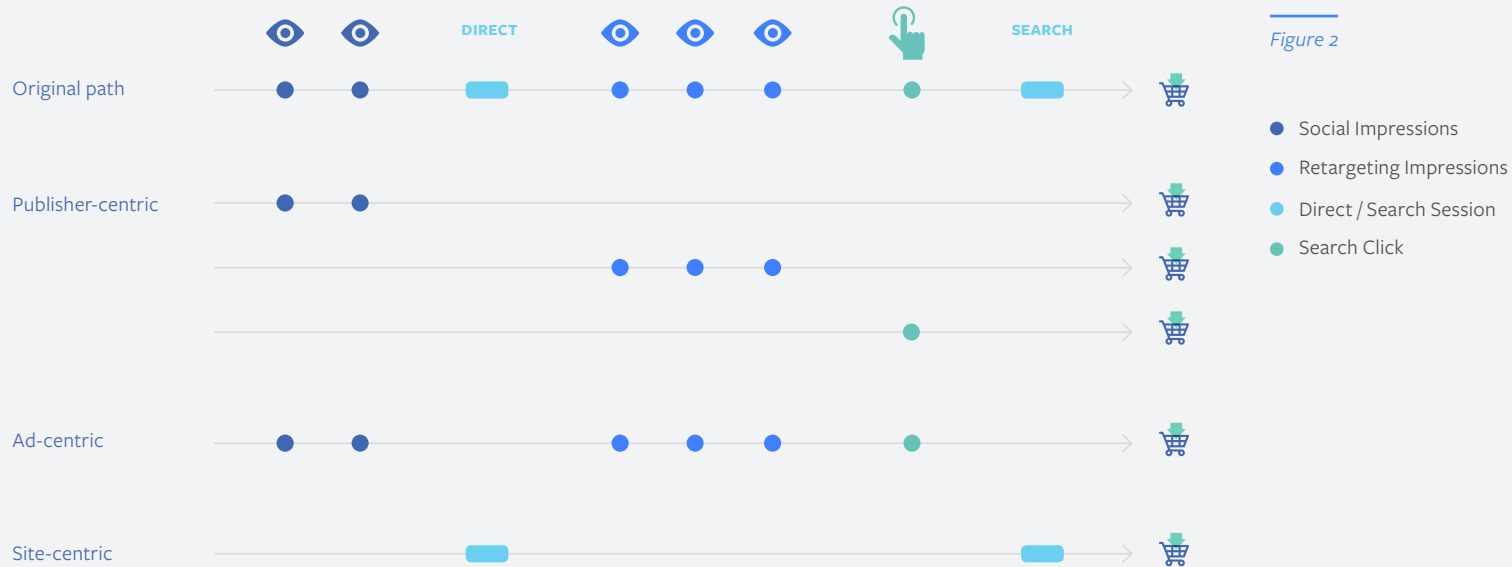 DIRECT
SEARCH
Figure 2
Original path
Social Impressions
Retargeting Impressions
Publisher-centric
Direct / Search Session
Search Click
Ad-centric
Site-centric